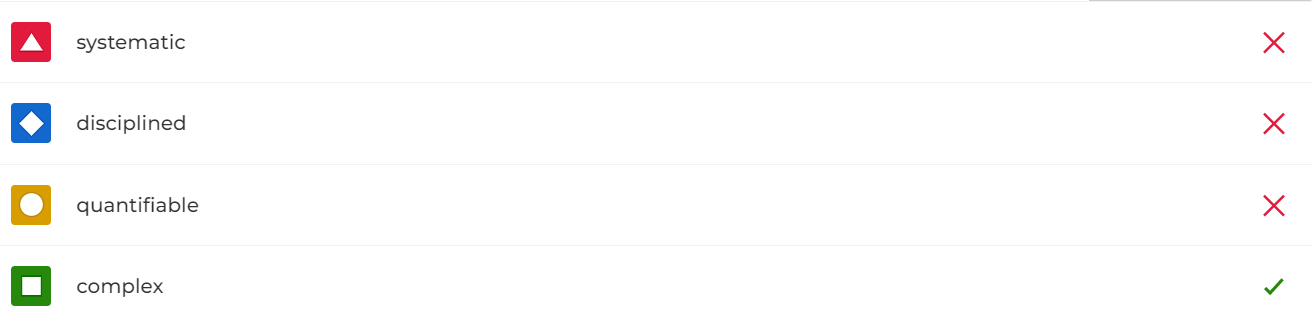 systematic
disciplined
quantifiable
complex